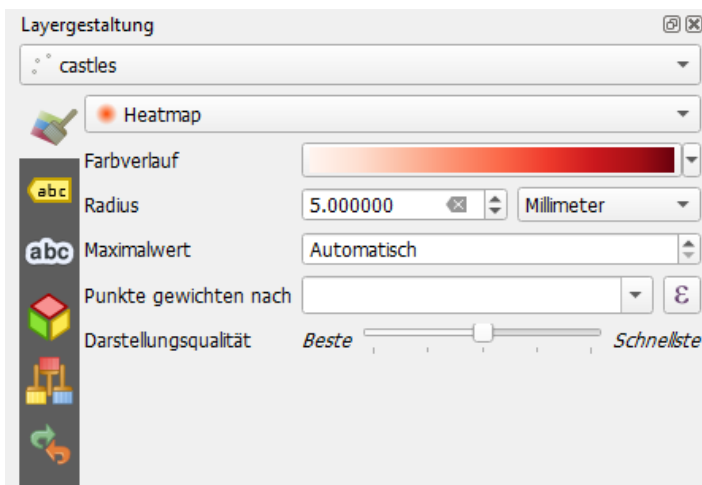 Layergestaltung
castles
Heatmap
Farbverlauf
abc
Radius 5.000000 Millimeter
abc Maximalwert Automatisch
Punkte gewichten nach ε
Darstellungsqualität Beste Schnellste